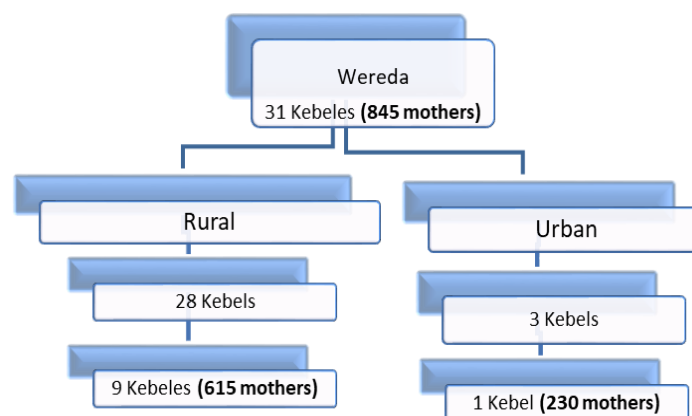 Wereda
31 Kebeles (845 mothers)
Rural
Urban
28 Kebels
3 Kebels
9 Kebeles (615 mothers)
1 Kebel (230 mothers)